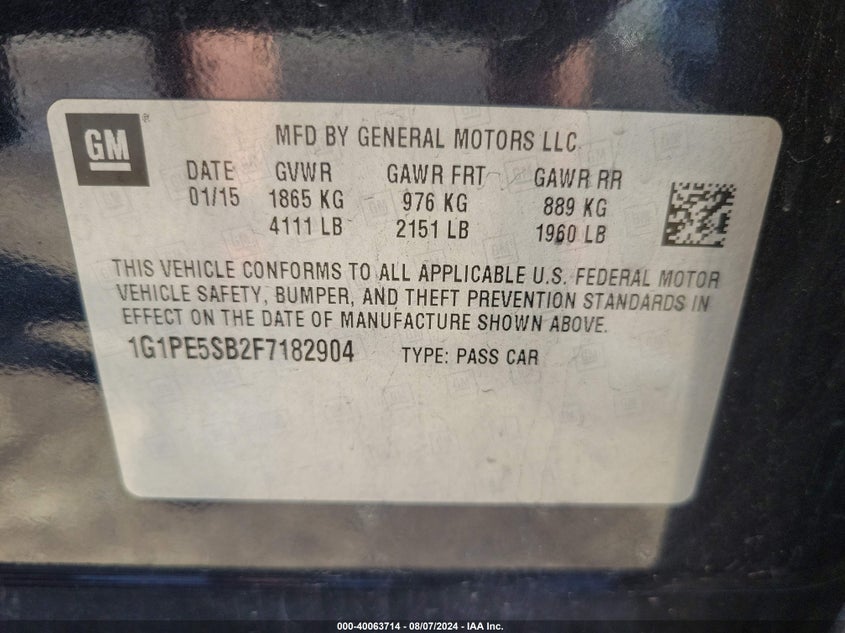 GM
MFD BY GENERAL MOTORS LLC
DATE GVWR GAWR FRT GAWR RR
01/15 1865 KG 976 KG 889 KG
4111 LB 2151 LB 1960 LB
THIS VEHICLE CONFORMS TO ALL APPLICABLE U.S. FEDERAL MOTOR
VEHICLE SAFETY, BUMPER, AND THEFT PREVENTION STANDARDS IN
EFFECT ON THE DATE OF MANUFACTURE SHOWN ABOVE.
1G1PE5SB2F7182904 TYPE: PASS CAR
000-40063714 - 08/07/2024 - IAA Inc.